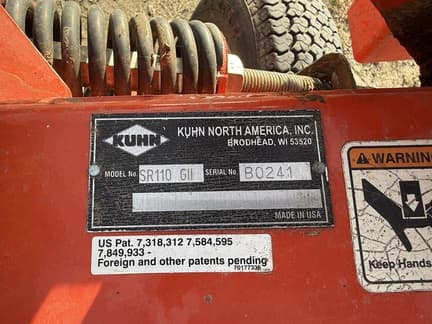 KUHN
KUHN NORTH AMERICA, INC.
BRODHEAD, WI 53520
MODEL No. SR110 GII SERIAL No. B0241
MADE IN USA
US Pat. 7,318,312 7,584,595
7,849,933 -
Foreign and other patents pending
70177338
WARNING
Keep Hands